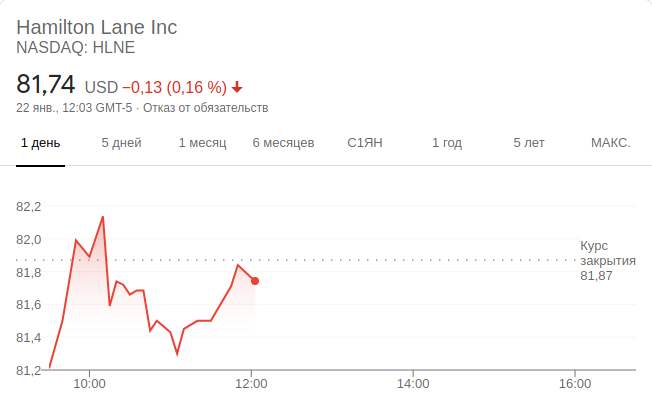 Hamilton Lane Inc
NASDAQ: HLNE
81,74 USD −0,13 (0,16 %)
22 янв., 12:03 GMT-5 · Отказ от обязательств
1 день 5 дней 1 месяц 6 месяцев С1ЯН 1 год 5 лет МАКС.
82,2
82,0
81,8
81,6
81,4
81,2
Курс
закрытия
81,87
10:00 12:00 14:00 16:00